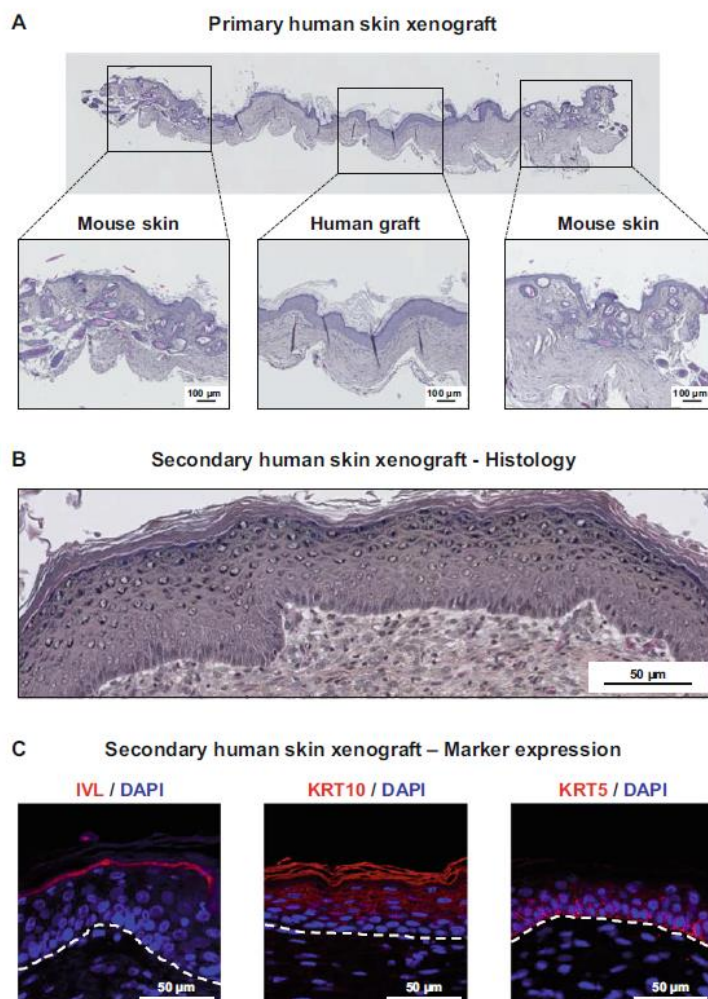 A
Primary human skin xenograft
Mouse skin
Human graft
Mouse skin
100 µm
100 µm
100 µm
B
Secondary human skin xenograft - Histology
50 µm
C
Secondary human skin xenograft – Marker expression
IVL / DAPI
KRT10 / DAPI
KRT5 / DAPI
50 µm
50 µm
50 µm